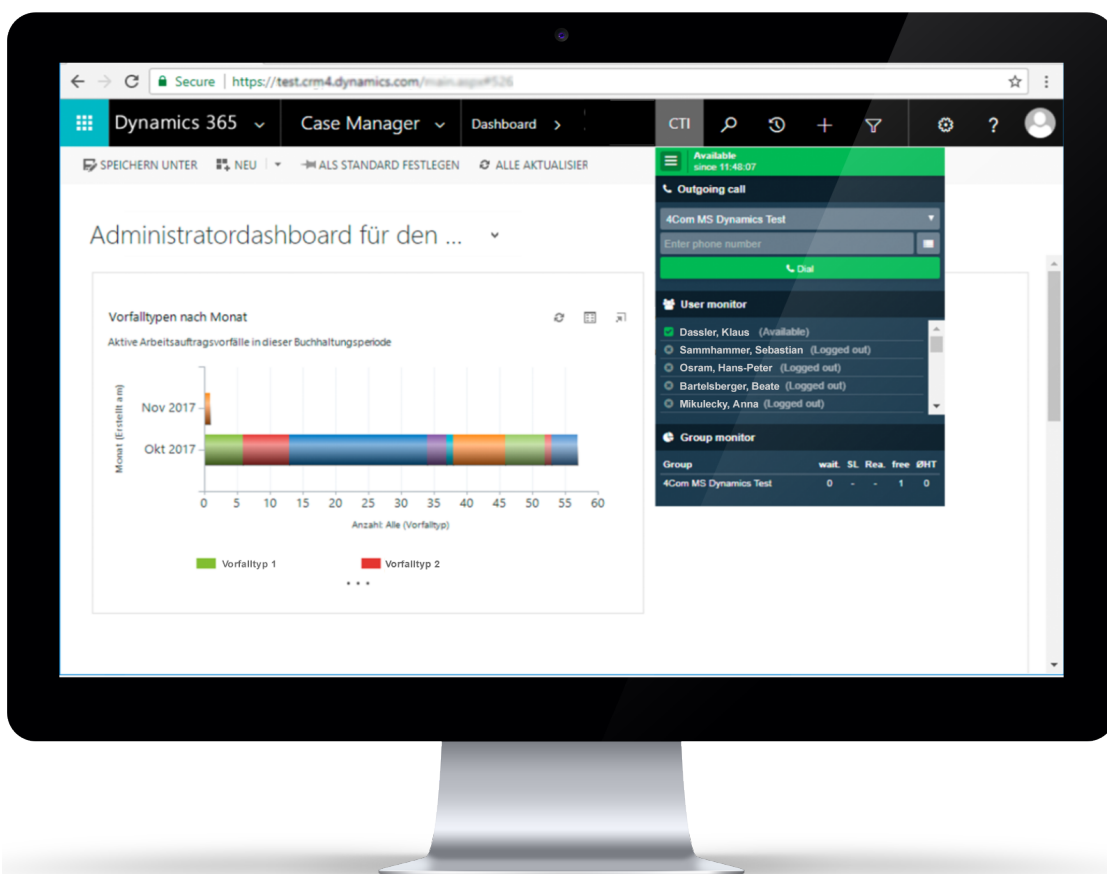 Secure | https://test.crm4.dynamics.com/
Dynamics 365 Case Manager Dashboard CTI ?
SPEICHERN UNTER NEU ALS STANDARD FESTLEGEN ALLE AKTUALISIER
Available
since 11:48:07
Outgoing call
4Com MS Dynamics Test
Enter phone number
Dial
User monitor
Dassler, Klaus (Available)
Sammhammer, Sebastian (Logged out)
Osram, Hans-Peter (Logged out)
Bartelsberger, Beate (Logged out)
Mikulecky, Anna (Logged out)
Group monitor
Group wait. SL Rea. free ØHT
4Com MS Dynamics Test 0 - - 1 0
Administratordashboard für den ...
Vorfalltypen nach Monat
Aktive Arbeitsauftragsvorfälle in dieser Buchhaltungsperiode
Monat (Erstellt am)
Nov 2017
Okt 2017
0 5 10 15 20 25 30 35 40 45 50 55 60
Anzahl: Alle (Vorfalltyp)
Vorfalltyp 1 Vorfalltyp 2